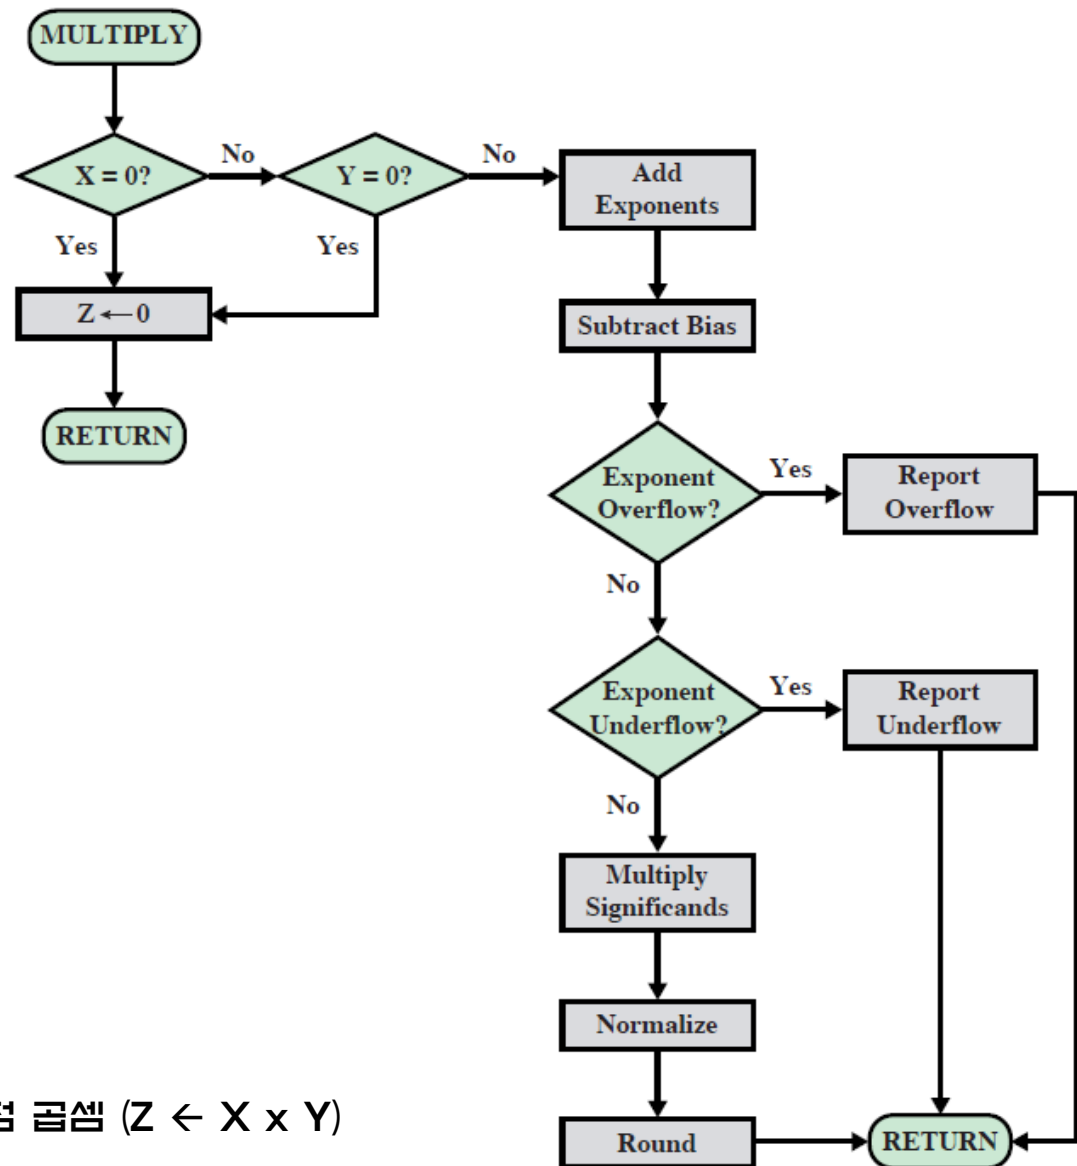 MULTIPLY
X = 0?
No
Y = 0?
No
Add
Exponents
Yes
Yes
Z ← 0
Subtract Bias
RETURN
Exponent
Overflow?
Yes
Report
Overflow
No
Exponent
Underflow?
Yes
Report
Underflow
No
Multiply
Significands
Normalize
점 곱셈 (Z ← X x Y)
Round
RETURN